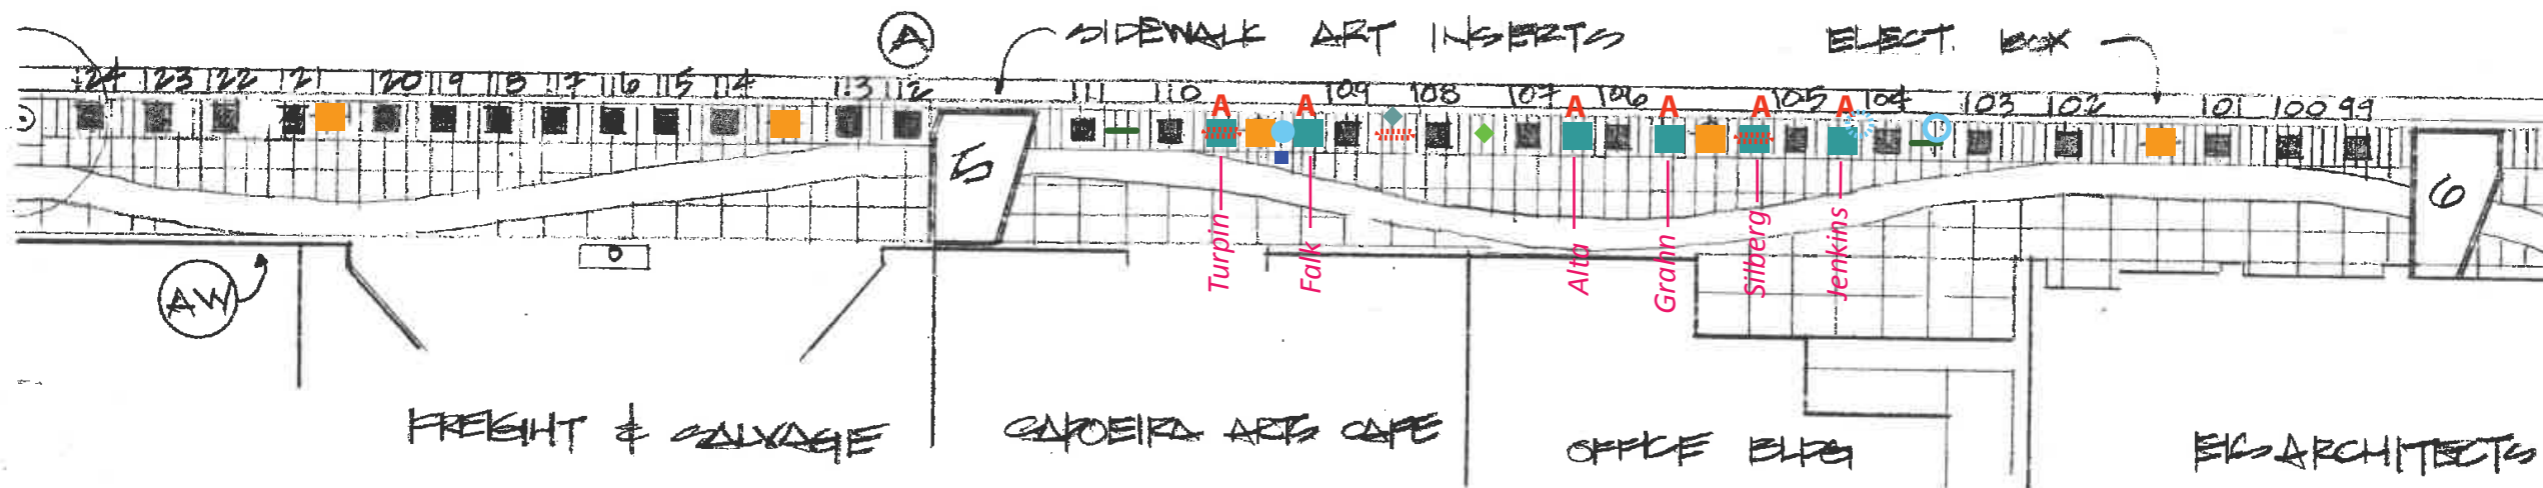 A
SIDEWALK ART INSERTS
ELECT. BOX
124 123 122 121 120 119 118 117 116 115 114 113 112
111 110 109 108 107 106 105 104 103 102 101 100 99
A A A A A A
5
6
Turpin
Falk
Alta
Grahn
Silberg
Jenkins
AW
FREIGHT & SALVAGE
CAPOEIRA ARTS CAFE
OFFICE BLDG
ARCHITECTS